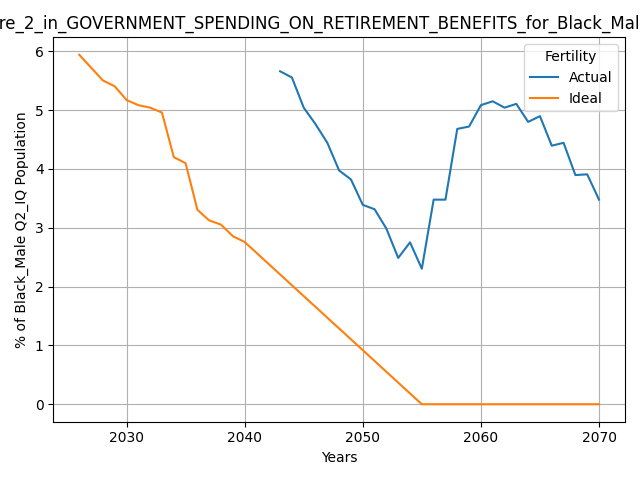 re_2_in_GOVERNMENT_SPENDING_ON_RETIREMENT_BENEFITS_for_Black_Mal
Fertility
Actual
Ideal
% of Black_Male Q2_IQ Population
6
5
4
3
2
1
0
2030 2040 2050 2060 2070
Years